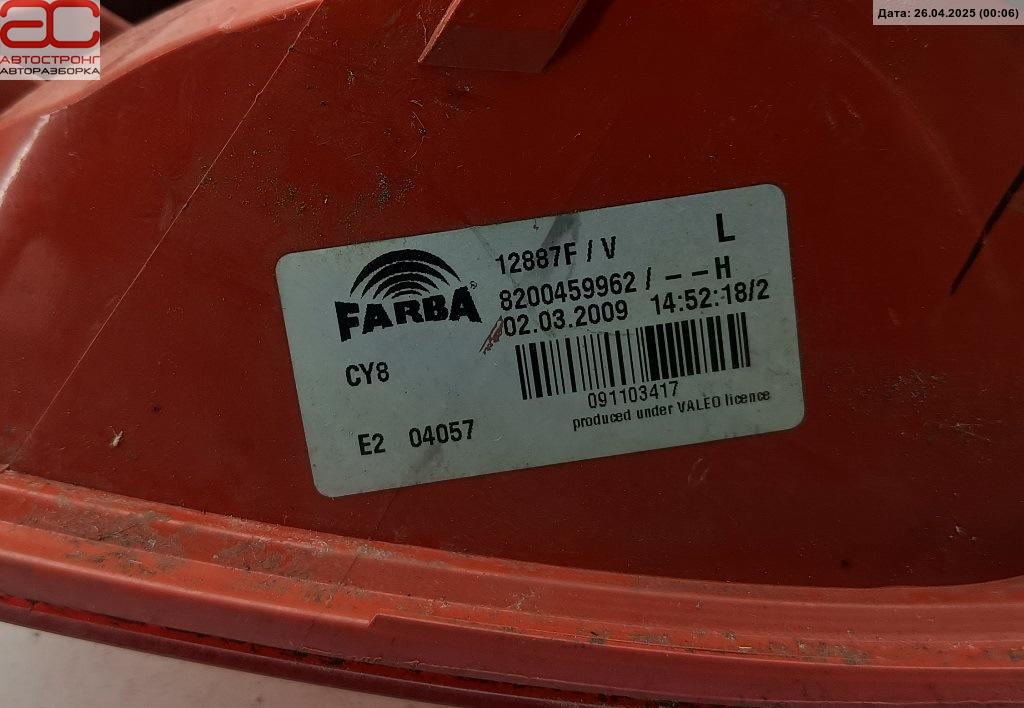 AC
АВТОСТРОНГ
АВТОРАЗБОРКА
Дата: 26.04.2025 (00:06)
12887F / V
L
FARBA®
8200459962 / – – H
02.03.2009 14:52:18/2
CY8
091103417
produced under VALEO licence
E2 04057